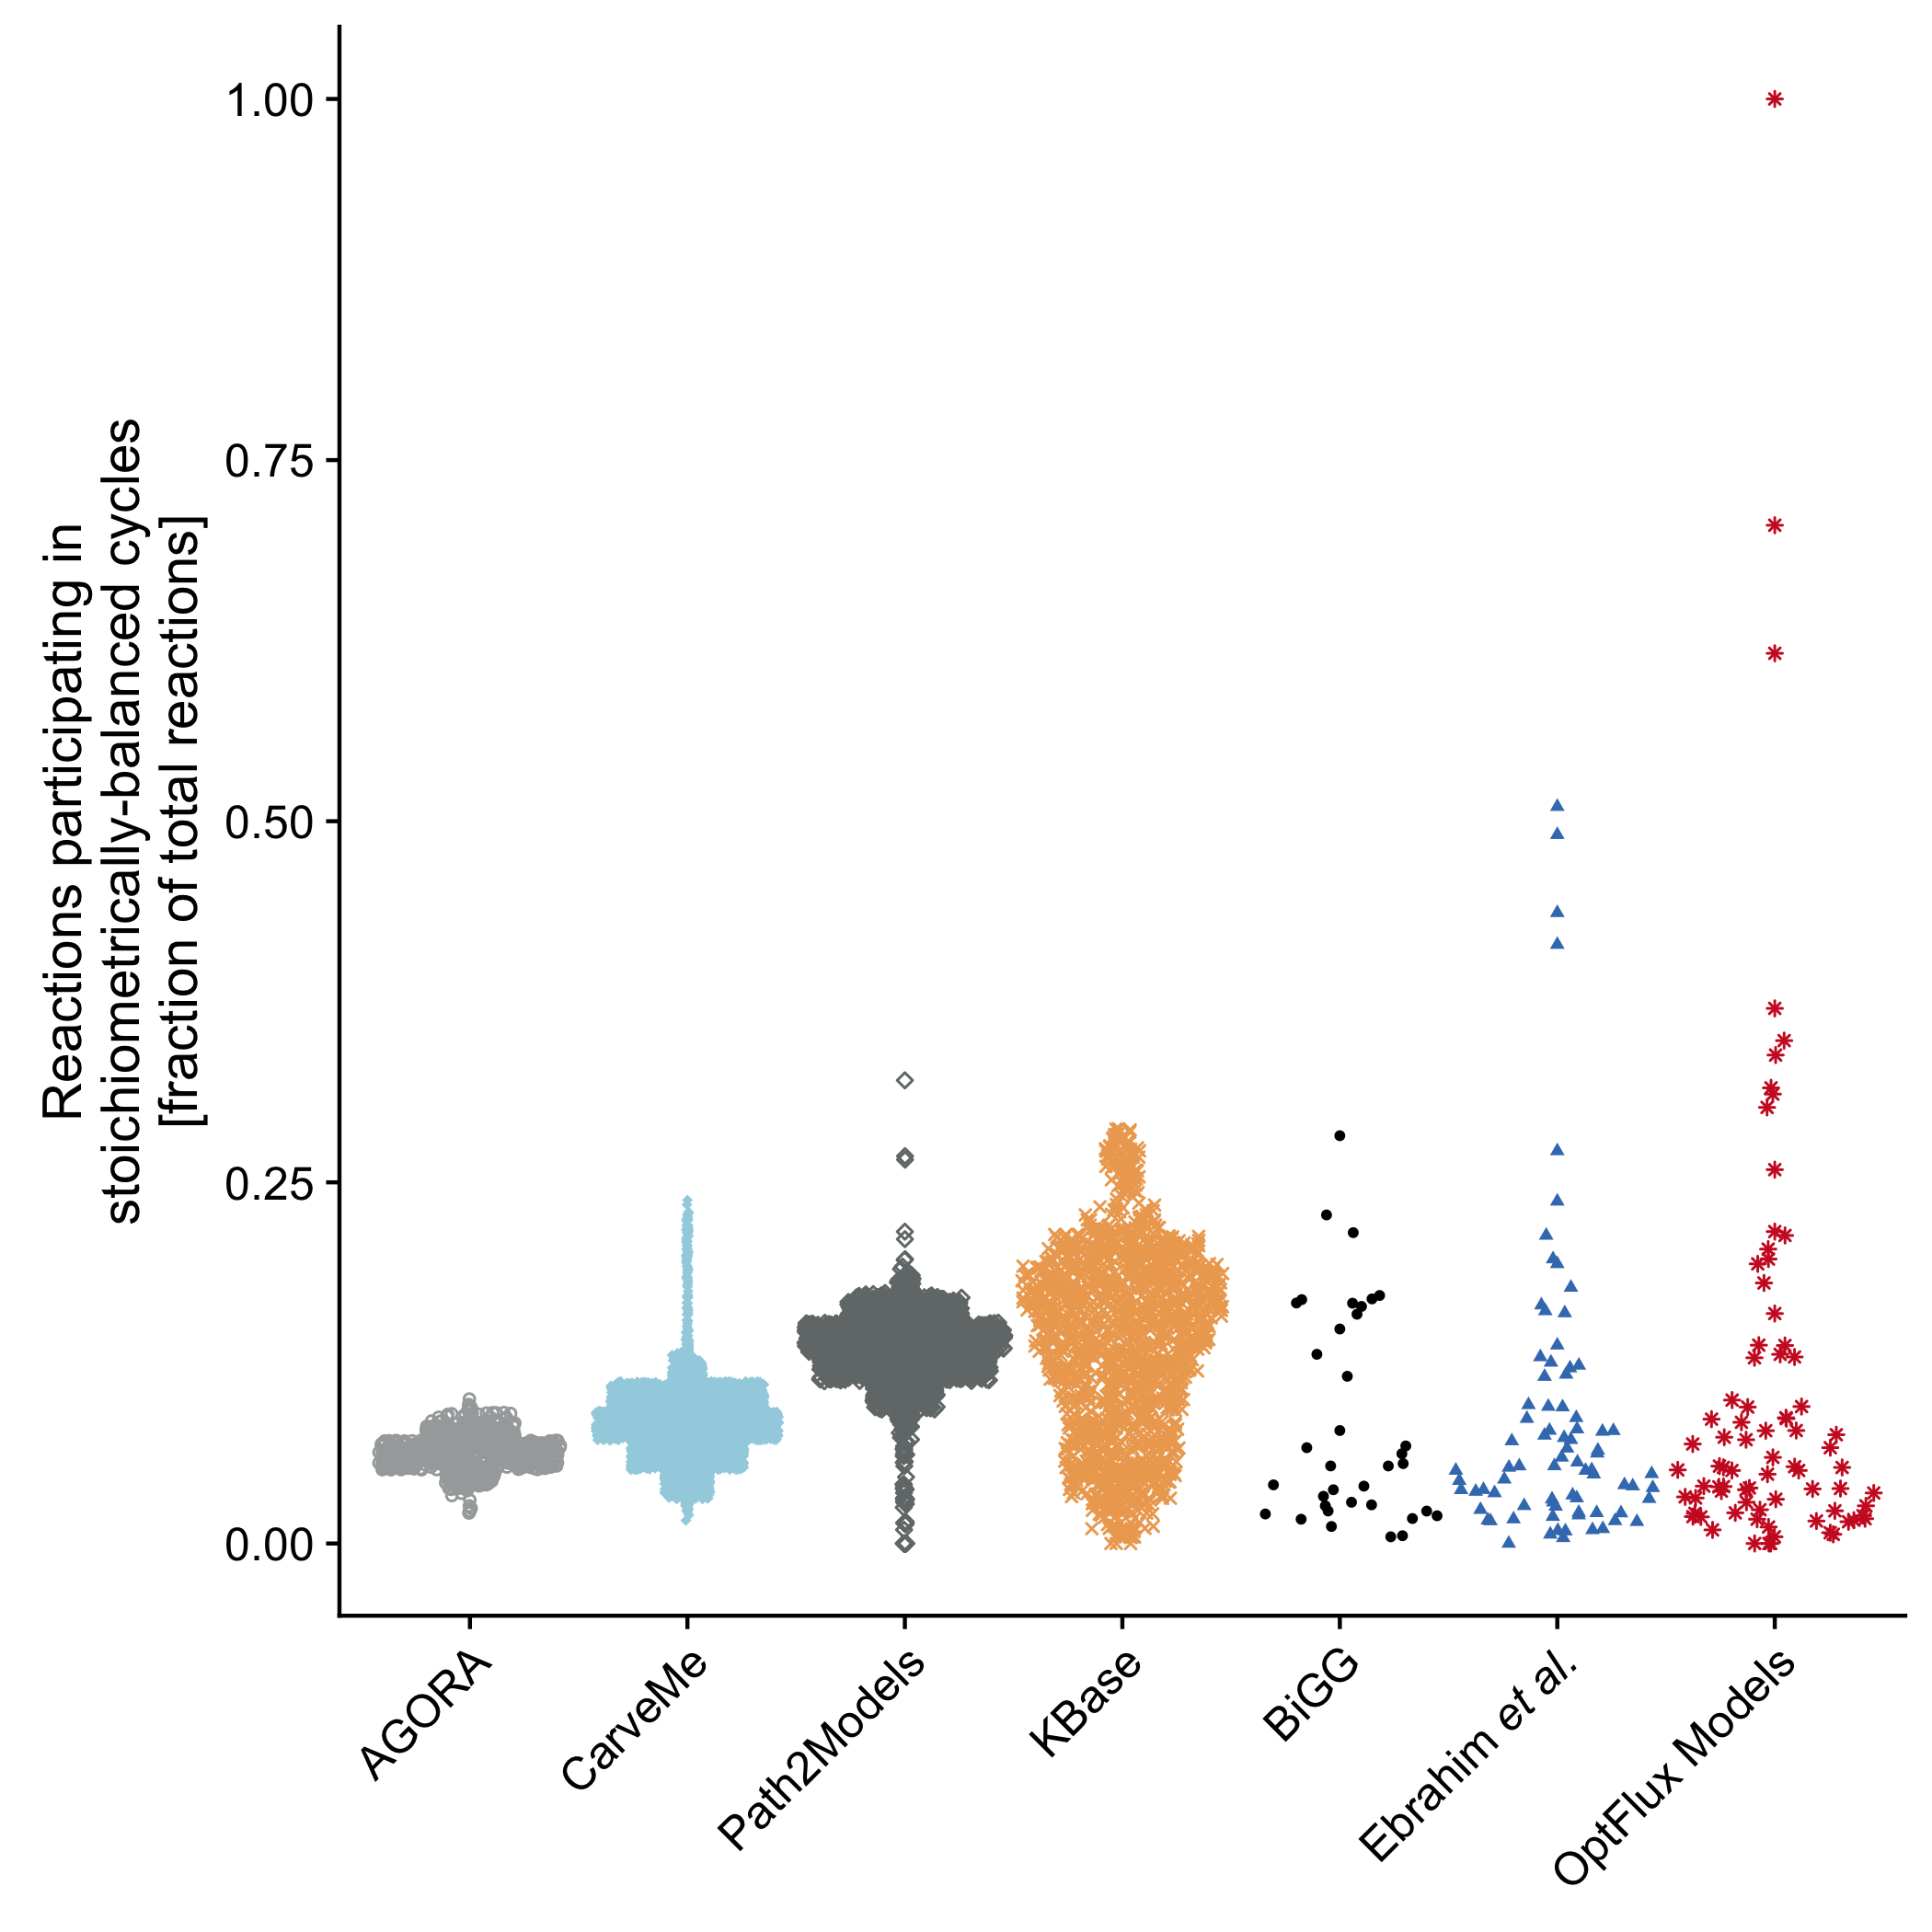 Reactions participating in
stoichiometrically-balanced cycles
[fraction of total reactions]
1.00
0.75
0.50
0.25
0.00
AGORA
CarveMe
Path2Models
KBase
BiGG
Ebrahim et al.
OptFlux Models